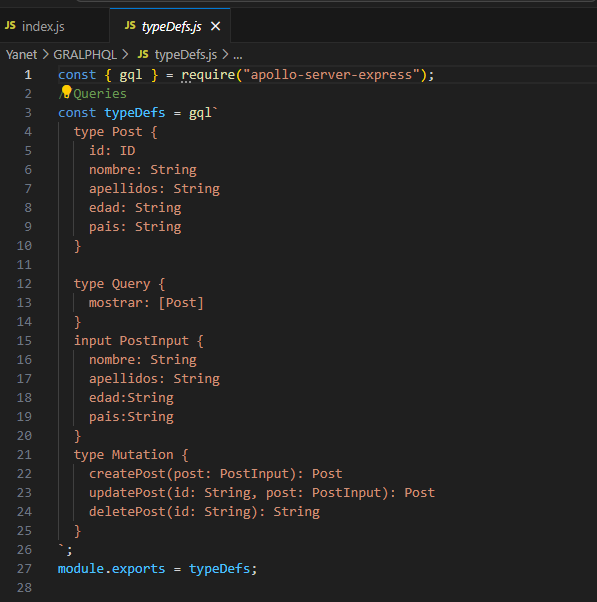 JS index.js
JS typeDefs.js ×
Yanet > GRALPHQL > JS typeDefs.js > ...
1 const { gql } = require("apollo-server-express");
2 /Queries
3 const typeDefs = gql`
4 type Post {
5 id: ID
6 nombre: String
7 apellidos: String
8 edad: String
9 pais: String
10 }
11
12 type Query {
13 mostrar: [Post]
14 }
15 input PostInput {
16 nombre: String
17 apellidos: String
18 edad:String
19 pais:String
20 }
21 type Mutation {
22 createPost(post: PostInput): Post
23 updatePost(id: String, post: PostInput): Post
24 deletePost(id: String): String
25 }
26 `;
27 module.exports = typeDefs;
28